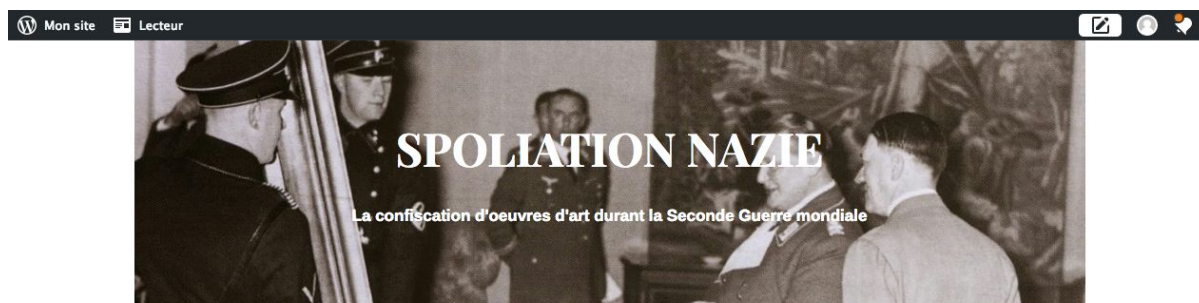 Mon site Lecteur
SPOLIATION NAZIE
La confiscation d'oeuvres d'art durant la Seconde Guerre mondiale